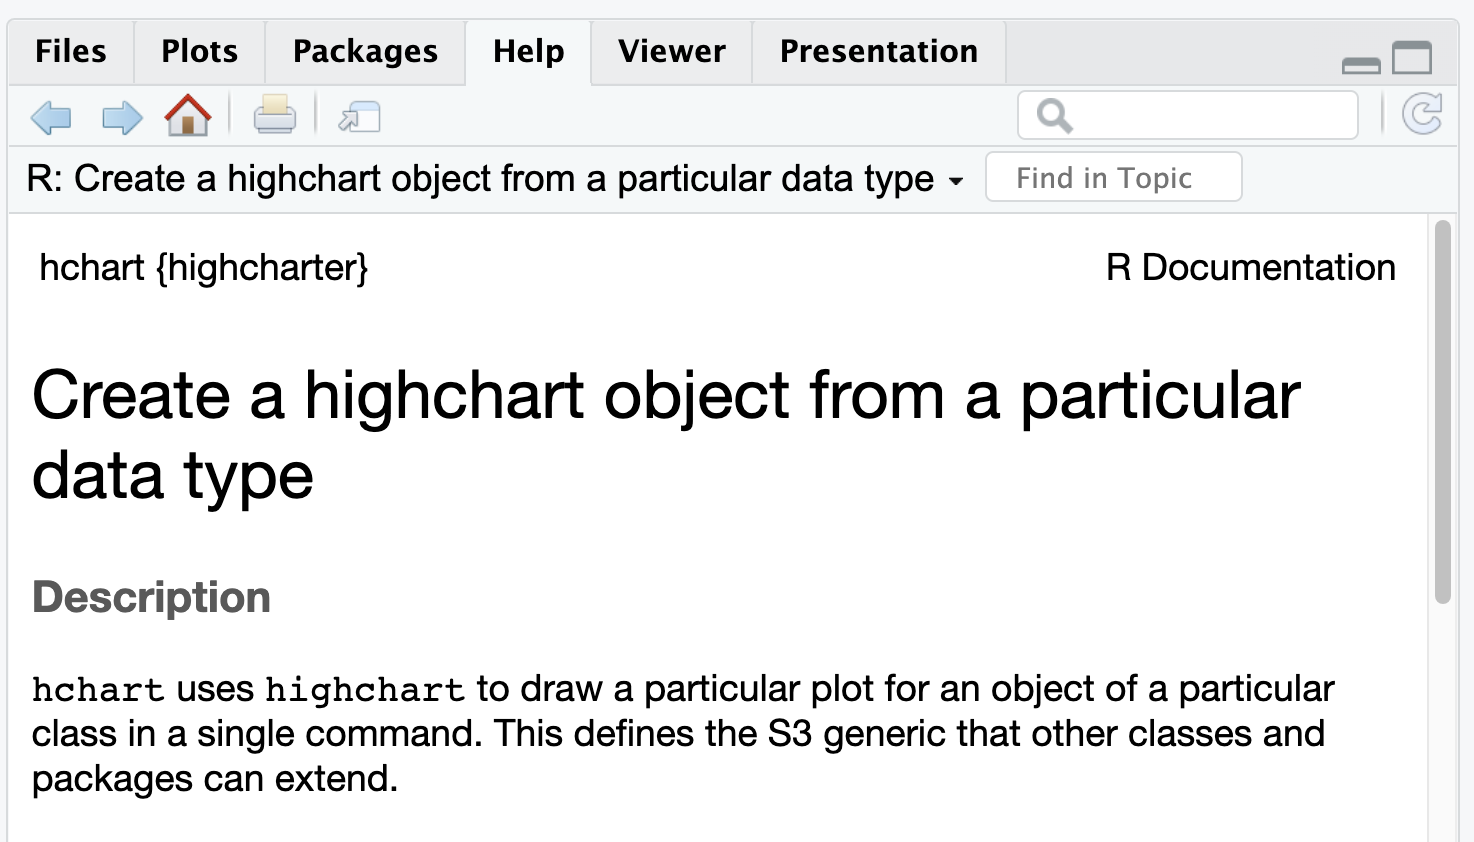 Files Plots Packages Help Viewer Presentation
R: Create a highchart object from a particular data type Find in Topic
hchart {highcharter} R Documentation
Create a highchart object from a particular
data type
Description
hchart uses highchart to draw a particular plot for an object of a particular
class in a single command. This defines the S3 generic that other classes and
packages can extend.